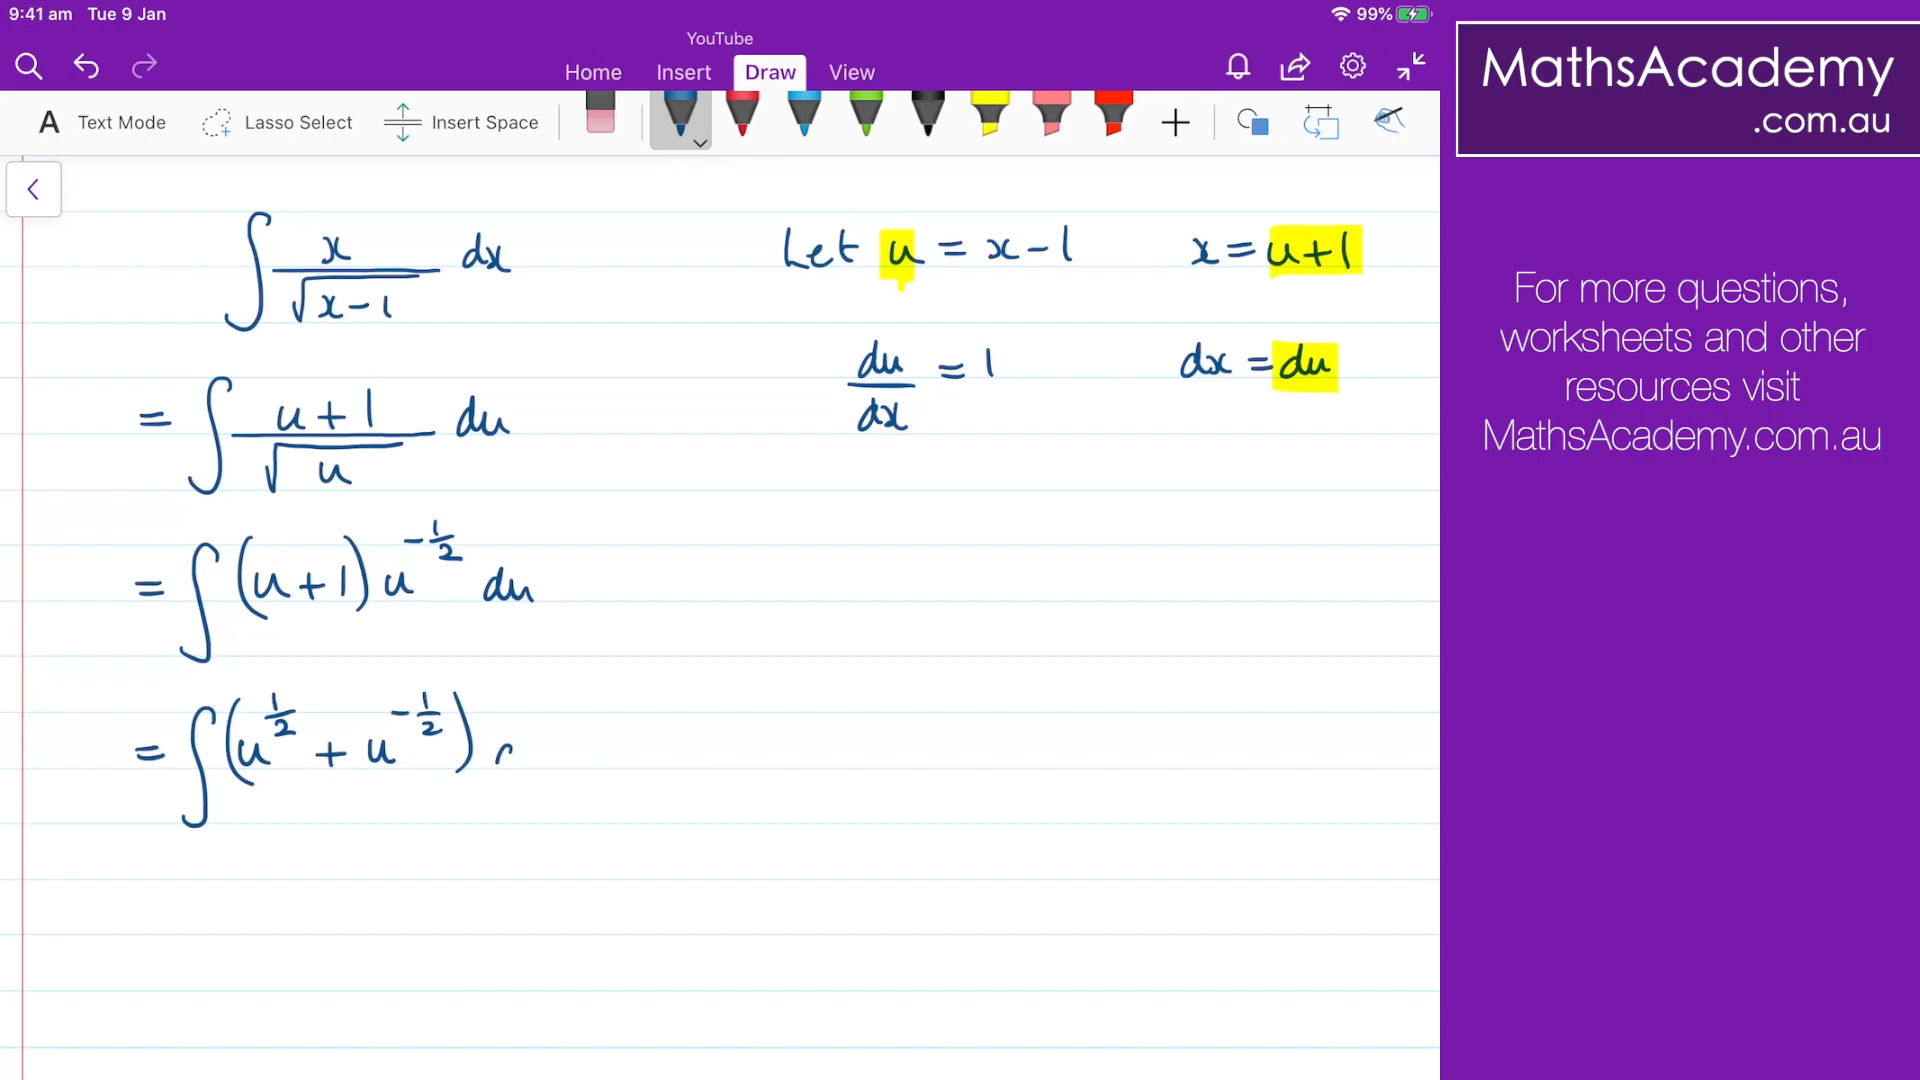 9:41 am Tue 9 Jan
99%
YouTube
Home Insert Draw View
A Text Mode Lasso Select Insert Space
MathsAcademy
.com.au
For more questions,
worksheets and other
resources visit
MathsAcademy.com.au
∫ x/√(x-1) dx
Let u = x-1
x = u+1
= ∫ (u+1)/√u du
du/dx = 1
dx = du
= ∫ (u+1) u^(-1/2) du
= ∫ (u^(1/2) + u^(-1/2))